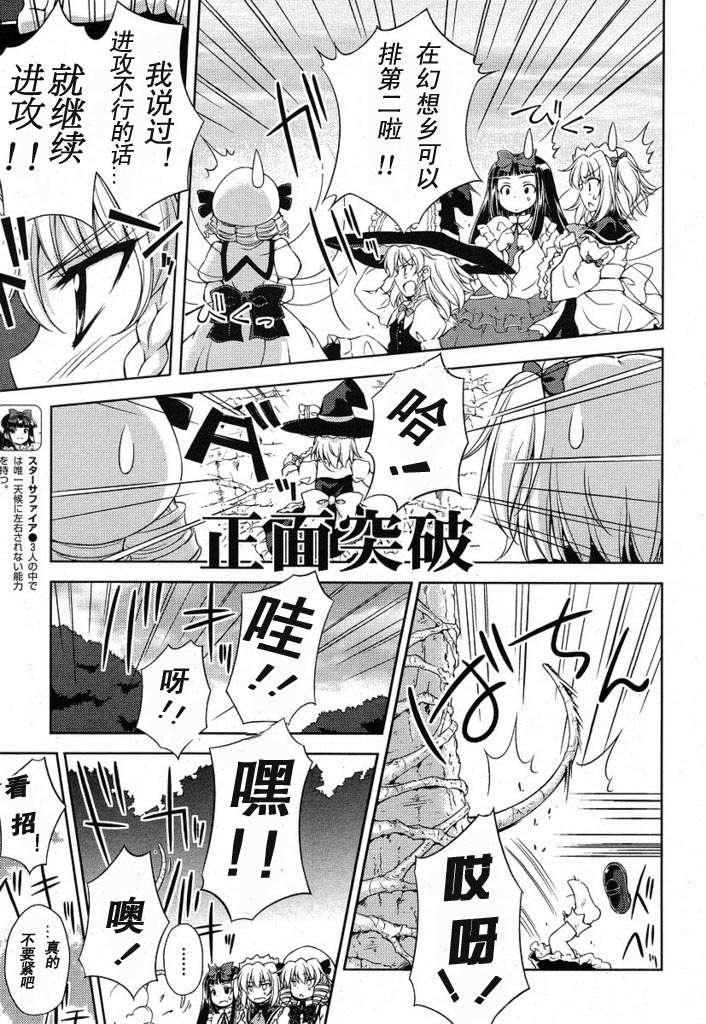 在幻想乡可以
排第二啦!!
びくっ
びくっ
我说过!
进攻不行的话…
就继续
进攻!!
哈!
正面突破
スターサファイア●3人の中で
は唯一天候に左右されない能力
を持つ。
ばちん
哇!!
呀!!
哎呀!
嘿!!
噢!
看招!
……
…真的
不要紧吧